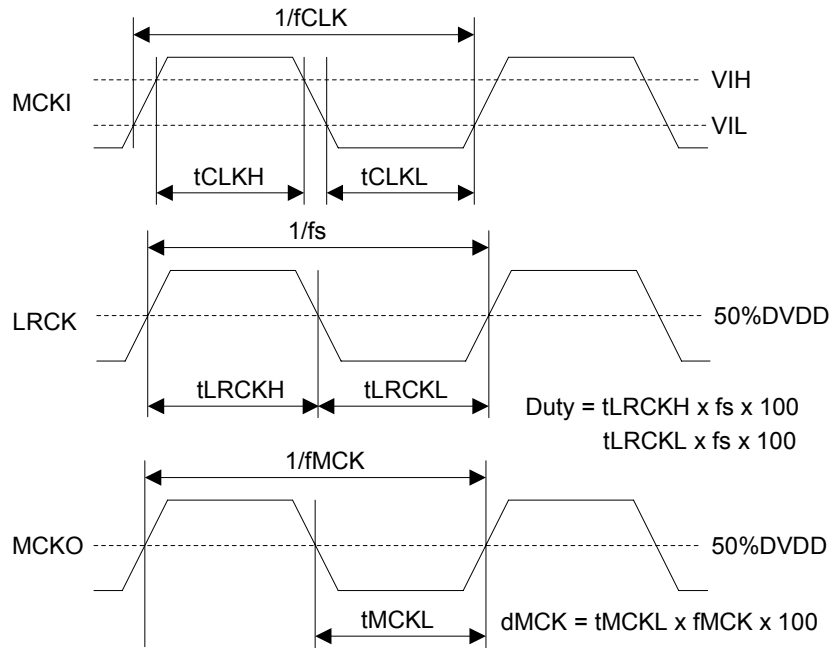 1/fCLK
VIH
MCKI
VIL
tCLKH
tCLKL
1/fs
LRCK
50%DVDD
tLRCKH
tLRCKL
Duty = tLRCKH x fs x 100
tLRCKL x fs x 100
1/fMCK
MCKO
50%DVDD
tMCKL
dMCK = tMCKL x fMCK x 100